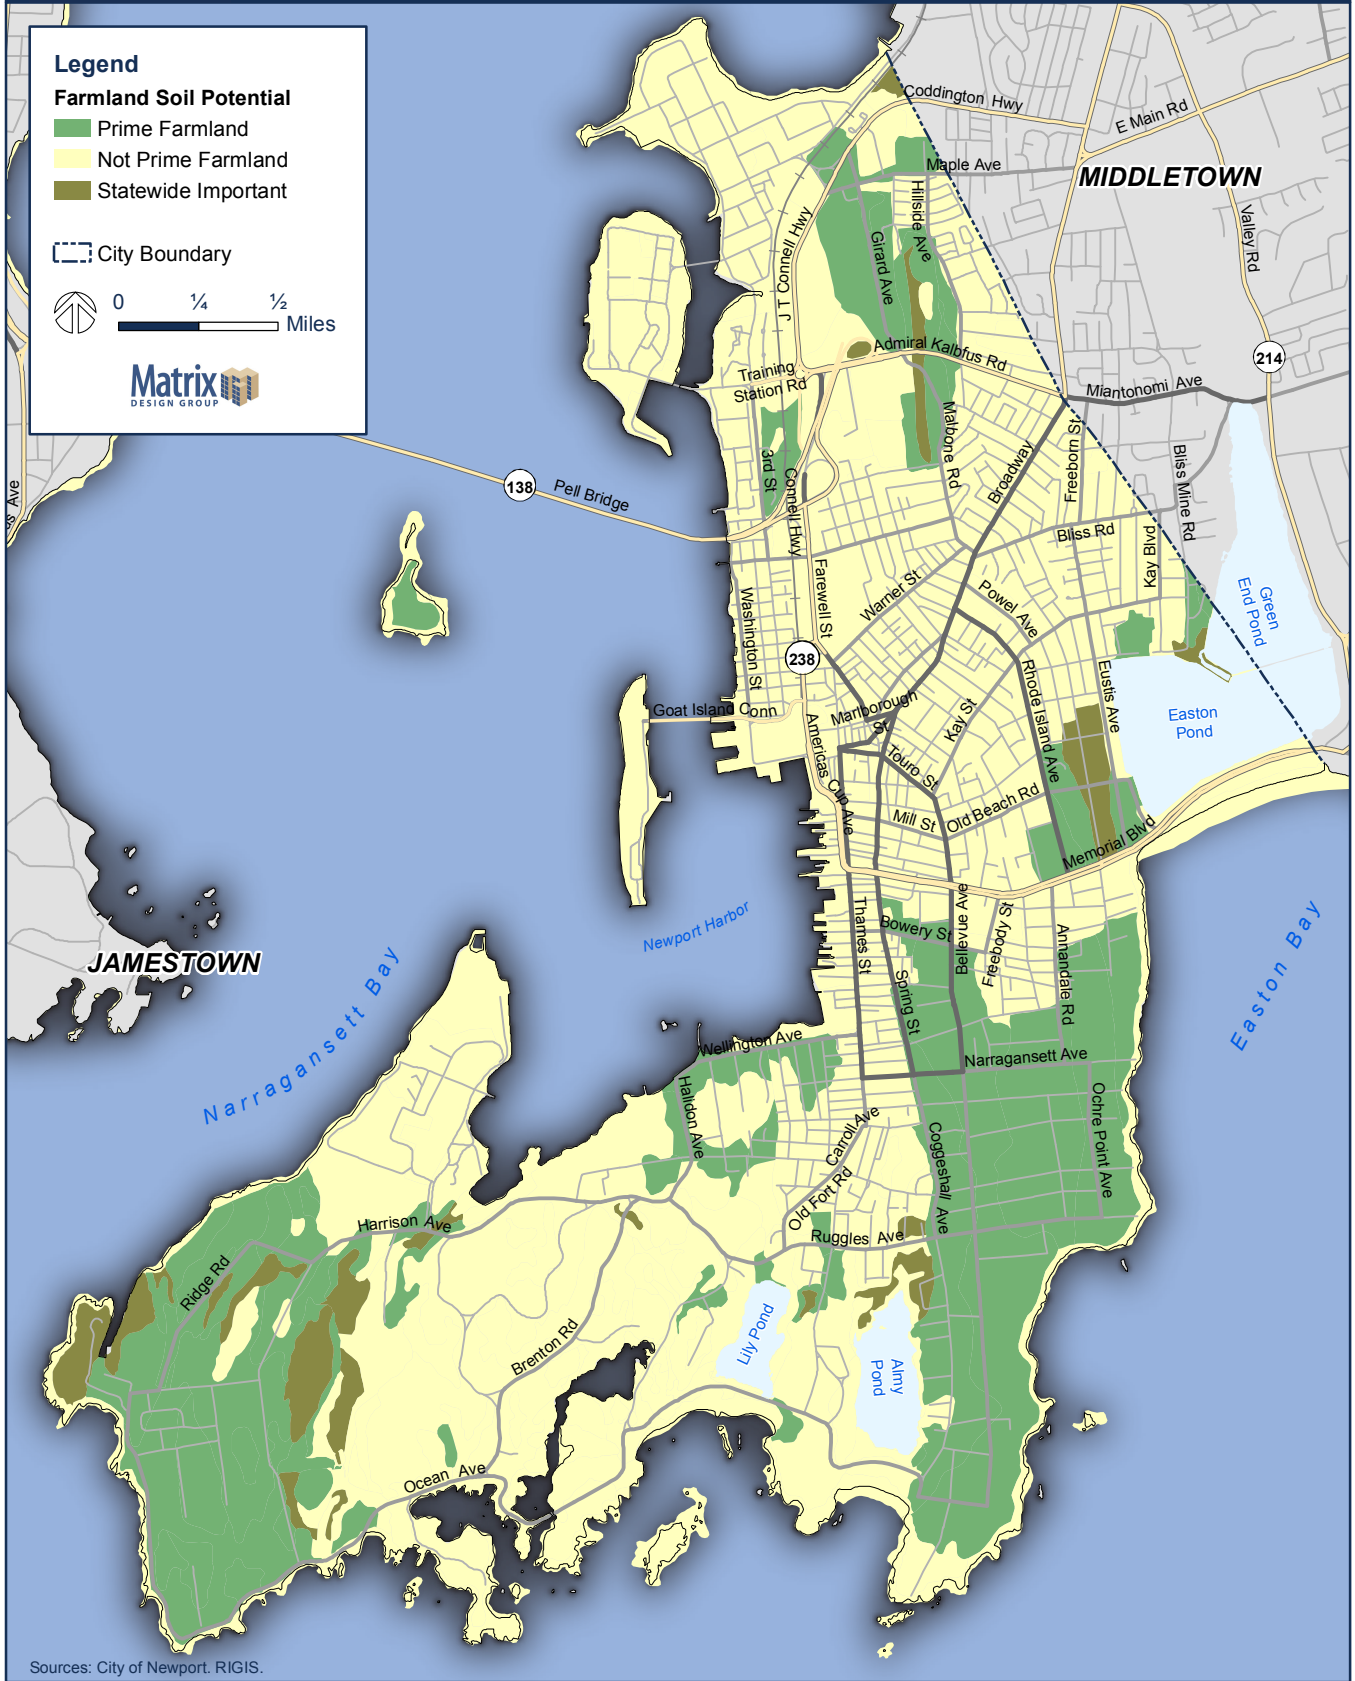 Legend
Farmland Soil Potential
Prime Farmland
Not Prime Farmland
Statewide Important
City Boundary
0 ¼ ½
Miles
Matrix
DESIGN GROUP
Coddington Hwy
E Main Rd
Maple Ave
MIDDLETOWN
Hillside Ave
Valley Rd
Girard Ave
J T Connell Hwy
Admiral Kalbfus Rd
214
Training
Station Rd
Miantonomi Ave
Malbone Rd
Broadway
Freeborn St
3rd St
Connell Hwy
Bliss Mine Rd
138
Pell Bridge
Bliss Rd
Kay Blvd
Farewell St
Warner St
Washington St
Powel Ave
Green
End Pond
238
Rhode Island Ave
Eustis Ave
Goat Island Conn
Marlborough
St
Kay St
Easton
Pond
Americas Cup Ave
Touro St
Mill St
Old Beach Rd
Memorial Blvd
Newport Harbor
Thames St
Bowery St
Bellevue Ave
Freebody St
Annandale Rd
Spring St
JAMESTOWN
Narragansett Bay
Easton Bay
Wellington Ave
Narragansett Ave
Halidon Ave
Carroll Ave
Coggeshall Ave
Ochre Point Ave
Old Fort Rd
Harrison Ave
Ruggles Ave
Ridge Rd
Brenton Rd
Lily Pond
Almy
Pond
Ocean Ave
Sources: City of Newport. RIGIS.